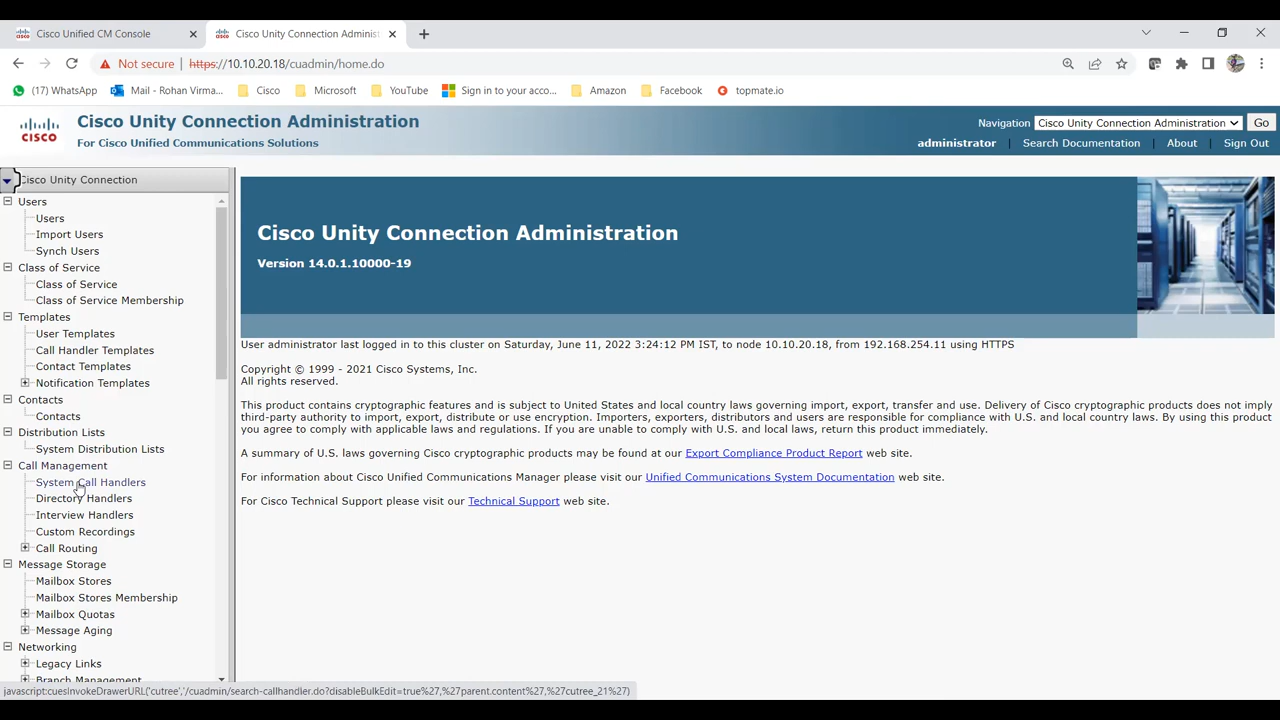 Cisco Unified CM Console
Cisco Unity Connection Administ
Not secure https://10.10.20.18/cuadmin/home.do
(17) WhatsApp Mail - Rohan Virma... Cisco Microsoft YouTube Sign in to your acco... Amazon Facebook topmate.io
CISCO
Cisco Unity Connection Administration
For Cisco Unified Communications Solutions
Navigation Cisco Unity Connection Administration Go
administrator | Search Documentation | About | Sign Out
Cisco Unity Connection
Users
Users
Import Users
Synch Users
Class of Service
Class of Service
Class of Service Membership
Templates
User Templates
Call Handler Templates
Contact Templates
Notification Templates
Contacts
Contacts
Distribution Lists
System Distribution Lists
Call Management
System Call Handlers
Directory Handlers
Interview Handlers
Custom Recordings
Call Routing
Message Storage
Mailbox Stores
Mailbox Stores Membership
Mailbox Quotas
Message Aging
Networking
Legacy Links
Branch Management
Cisco Unity Connection Administration
Version 14.0.1.10000-19
User administrator last logged in to this cluster on Saturday, June 11, 2022 3:24:12 PM IST, to node 10.10.20.18, from 192.168.254.11 using HTTPS
Copyright © 1999 - 2021 Cisco Systems, Inc.
All rights reserved.
This product contains cryptographic features and is subject to United States and local country laws governing import, export, transfer and use. Delivery of Cisco cryptographic products does not imply
third-party authority to import, export, distribute or use encryption. Importers, exporters, distributors and users are responsible for compliance with U.S. and local country laws. By using this product
you agree to comply with applicable laws and regulations. If you are unable to comply with U.S. and local laws, return this product immediately.
A summary of U.S. laws governing Cisco cryptographic products may be found at our Export Compliance Product Report web site.
For information about Cisco Unified Communications Manager please visit our Unified Communications System Documentation web site.
For Cisco Technical Support please visit our Technical Support web site.
javascript:cuesInvokeDrawerURL('cutree','/cuadmin/search-callhandler.do?disableBulkEdit=true%27,%27parent.content%27,%27cutree_21%27)